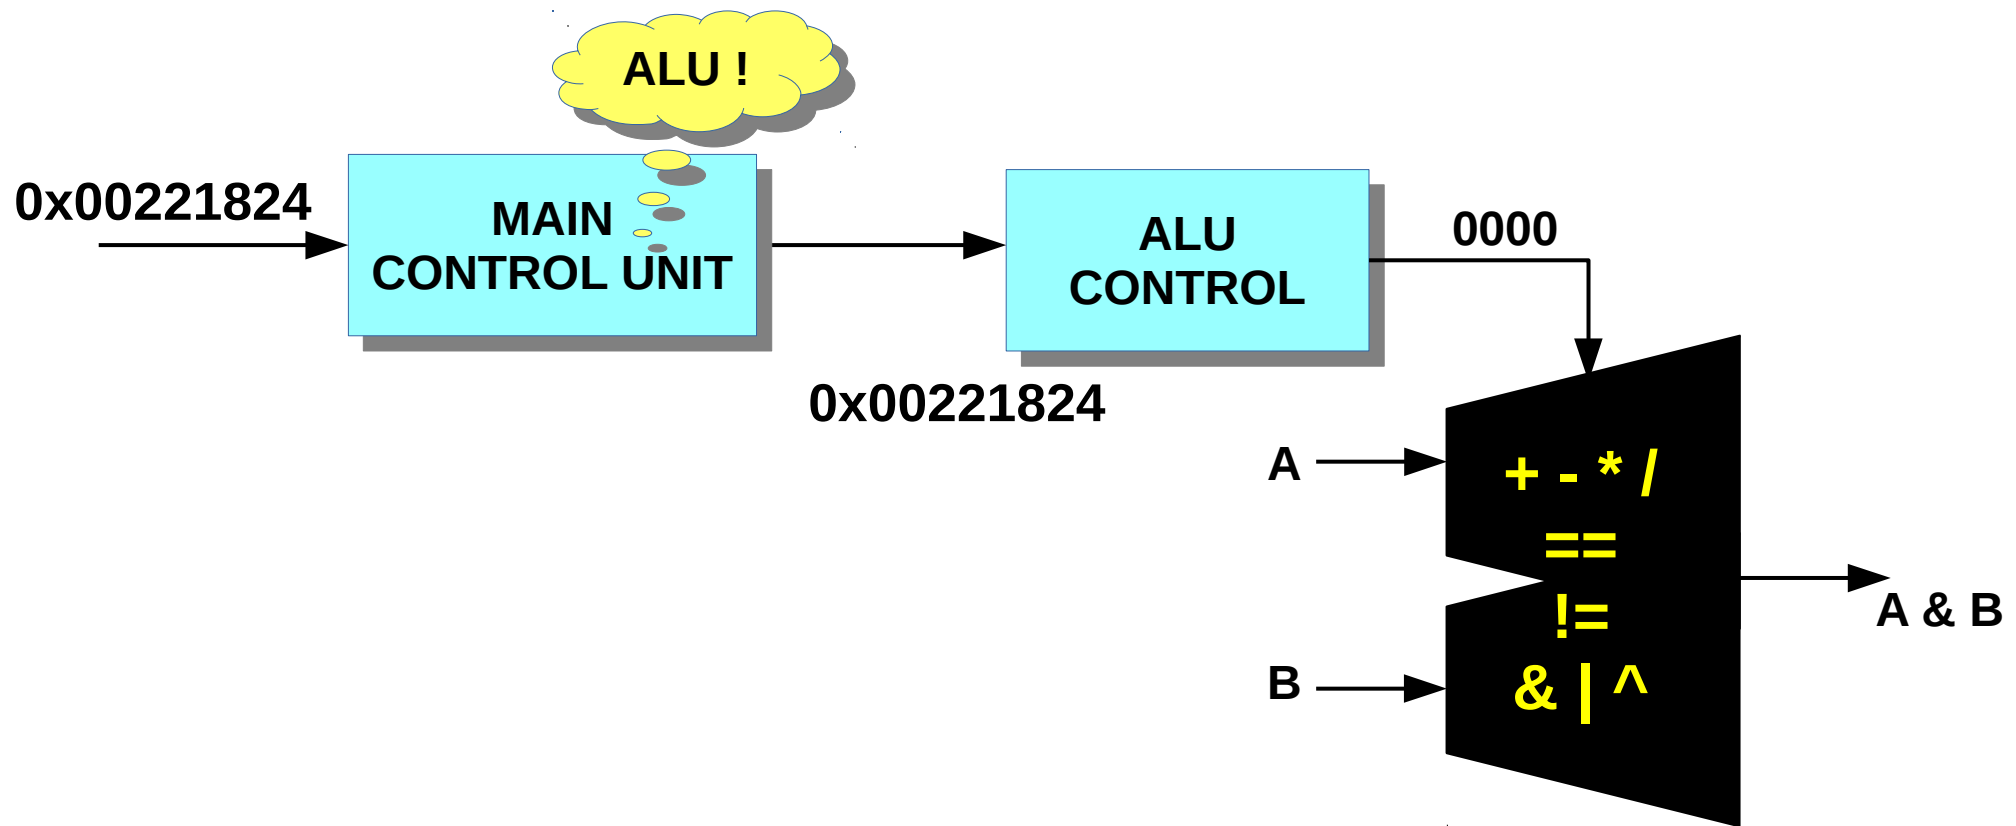 ALU !
0x00221824
MAIN
CONTROL UNIT
ALU
CONTROL
0000
0x00221824
A
B
+ - * /
==
!=
& | ^
A & B